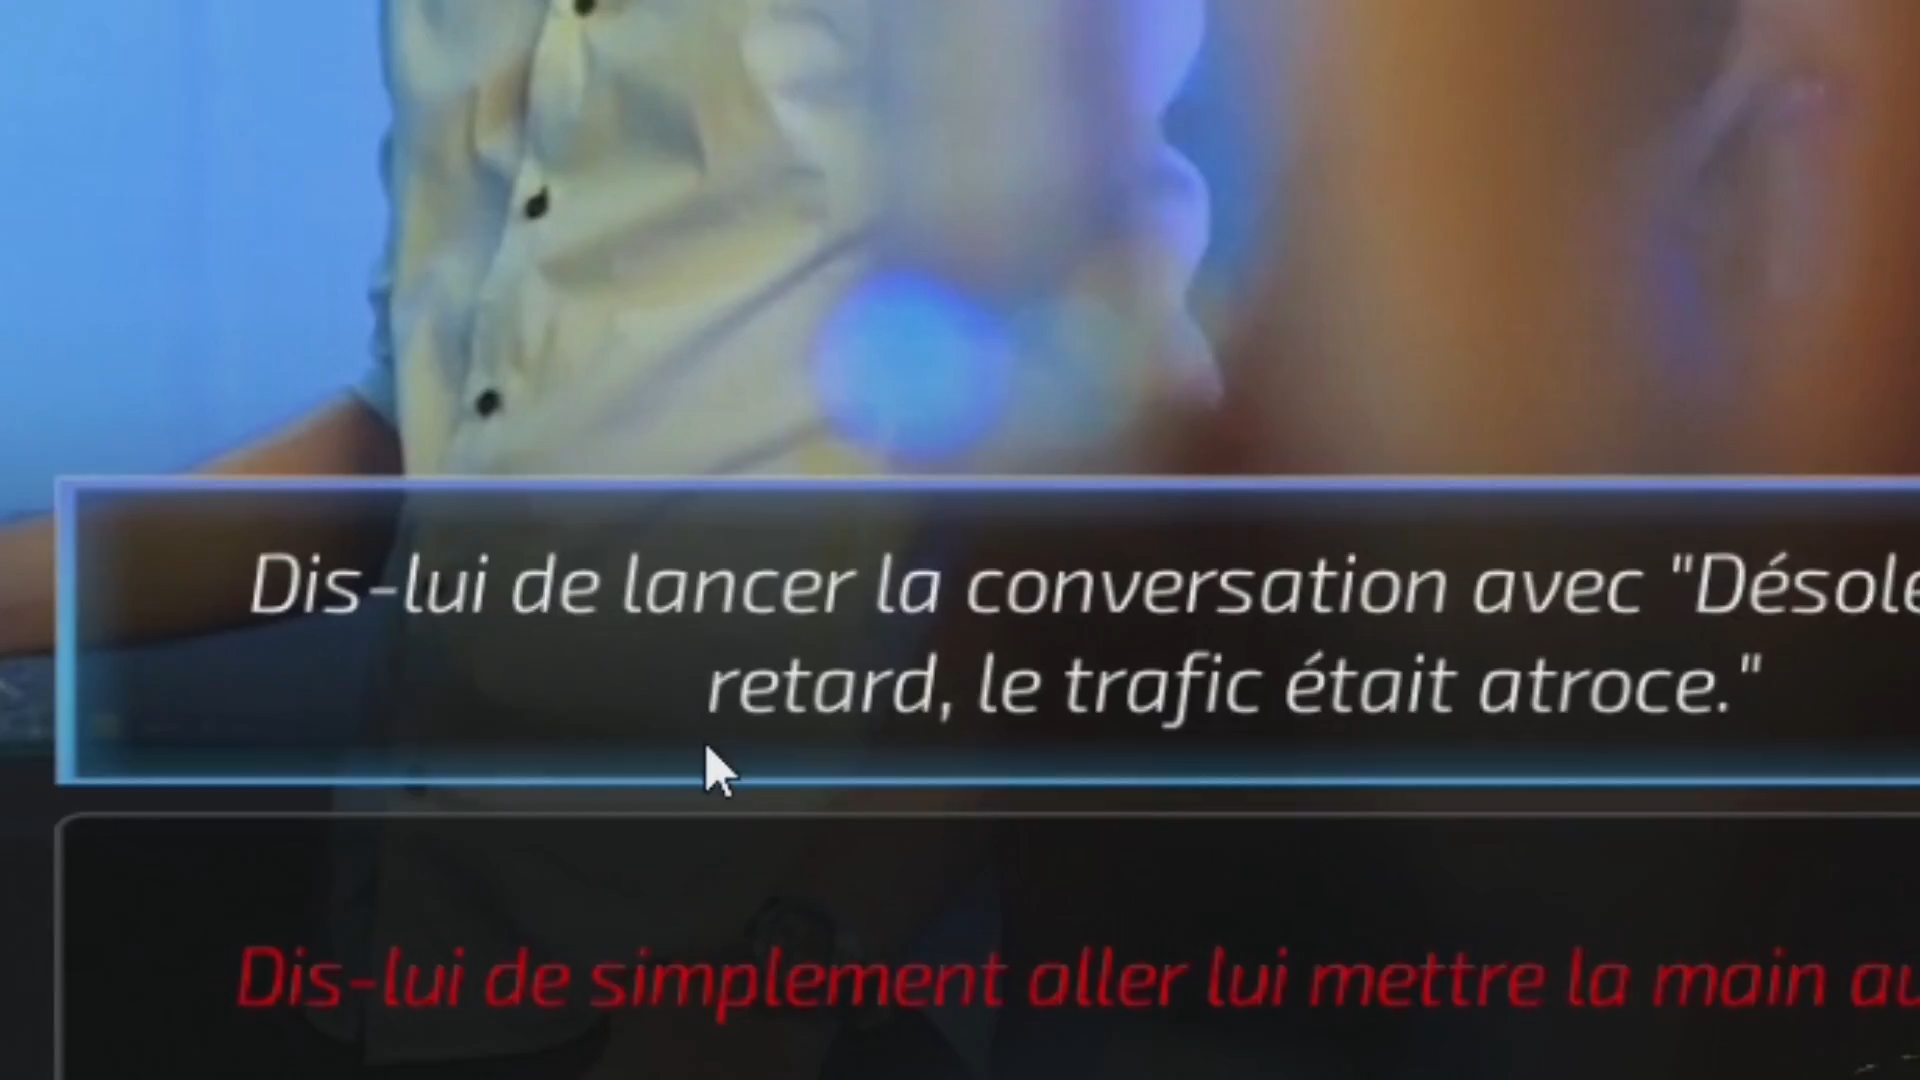 Dis-lui de lancer la conversation avec "Désolé
retard, le trafic était atroce."
Dis-lui de simplement aller lui mettre la main au